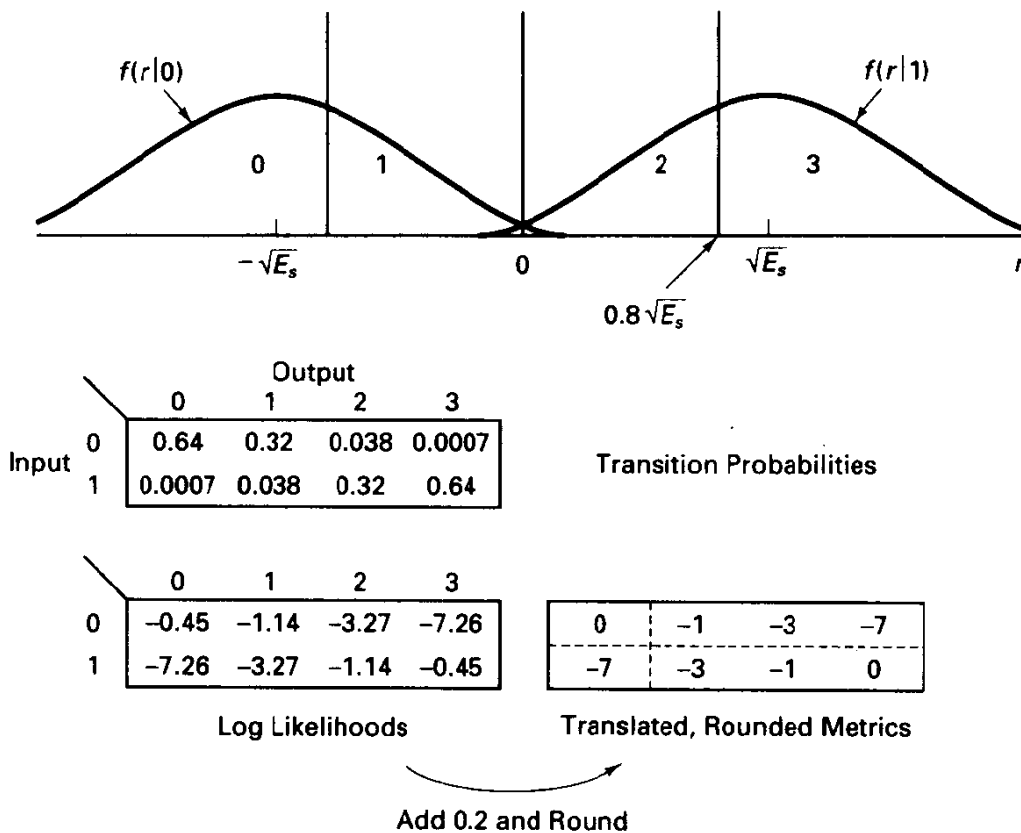 f(r|0)
f(r|1)
0 1 2 3
−√Es 0 √Es r
0.8√Es
Output
0 1 2 3
Input
0 0.64 0.32 0.038 0.0007
1 0.0007 0.038 0.32 0.64
Transition Probabilities
0 1 2 3
0 −0.45 −1.14 −3.27 −7.26
1 −7.26 −3.27 −1.14 −0.45
0 −1 −3 −7
−7 −3 −1 0
Log Likelihoods
Translated, Rounded Metrics
Add 0.2 and Round